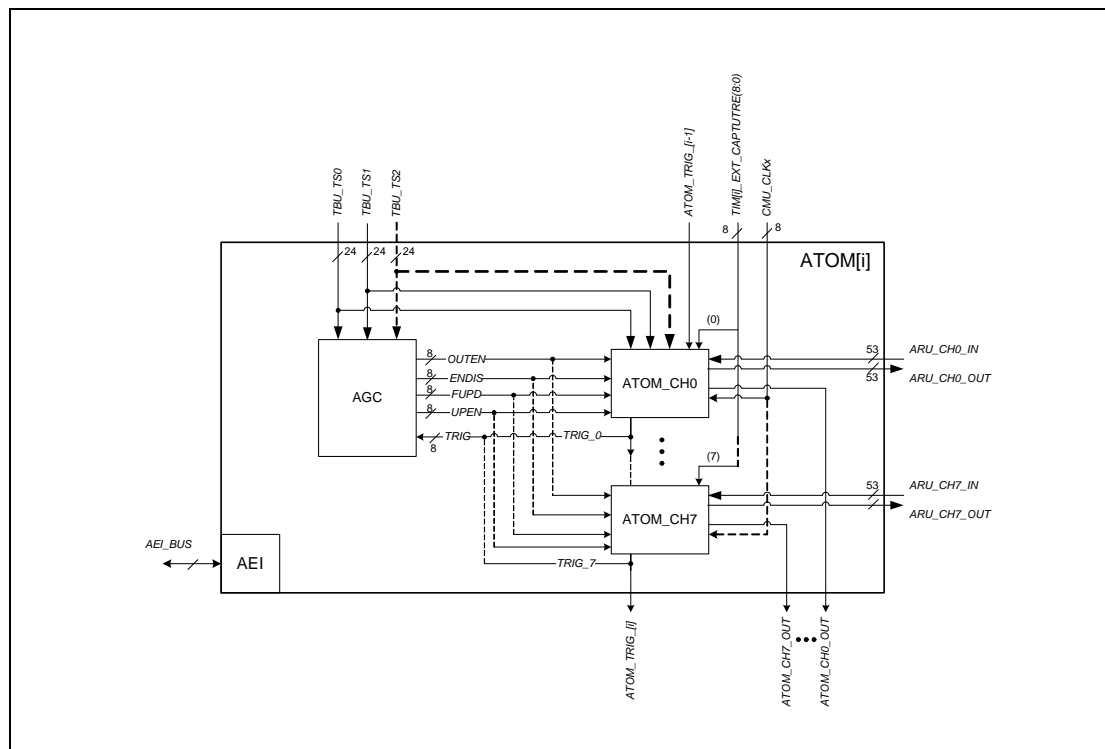 TBU_TS0
TBU_TS1
TBU_TS2
ATOM_TRIG_[i-1]
TIM[i]_EXT_CAPTUTRE(8:0)
CMU_CLKx
8
8
24
24
24
ATOM[i]
(0)
AGC
8
OUTEN
8
ENDIS
8
FUPD
8
UPEN
TRIG
8
TRIG_0
ATOM_CH0
53
ARU_CH0_IN
53
ARU_CH0_OUT
(7)
ATOM_CH7
53
ARU_CH7_IN
53
ARU_CH7_OUT
TRIG_7
AEI_BUS
AEI
ATOM_TRIG_[i]
ATOM_CH7_OUT
ATOM_CH0_OUT